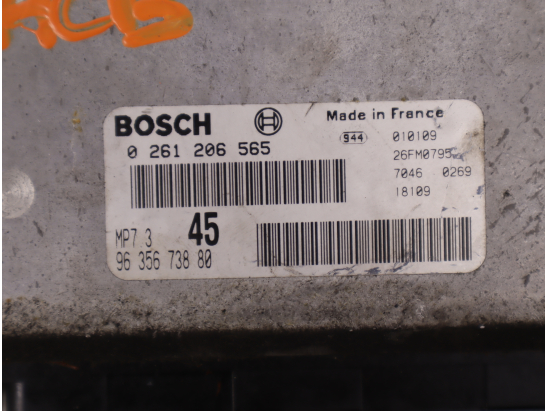 ACB
BOSCH
Made in France
0 261 206 565
944 010109
26FM0795
7046 0269
18109
MP7 3 45
96 356 738 80